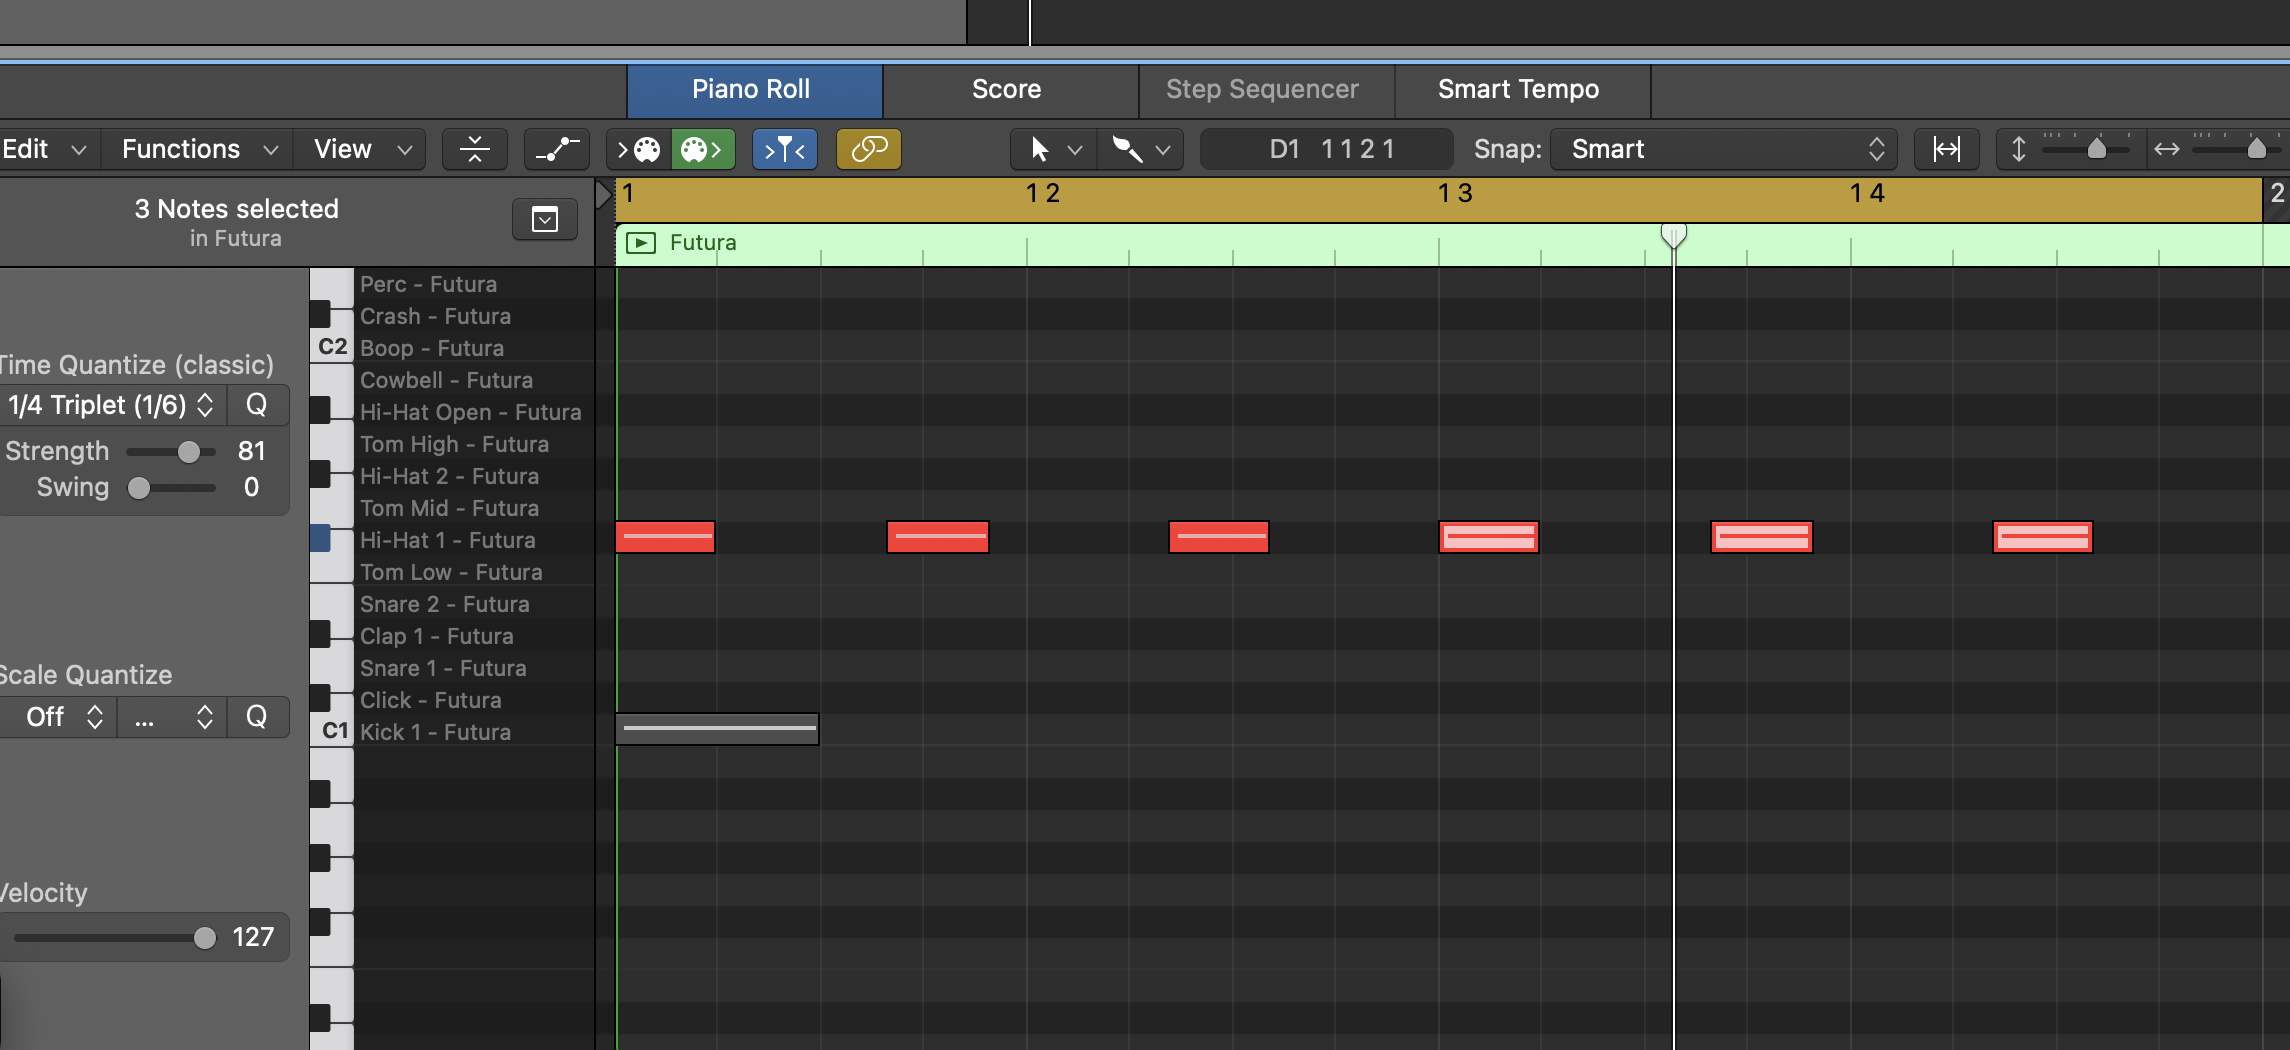 Piano Roll Score Step Sequencer Smart Tempo
Edit Functions View D1 1 1 2 1 Snap: Smart
3 Notes selected
in Futura
1 1 2 1 3 1 4 2
Futura
Perc - Futura
Crash - Futura
C2 Boop - Futura
Time Quantize (classic)
Cowbell - Futura
1/4 Triplet (1/6) Q
Hi-Hat Open - Futura
Strength 81
Tom High - Futura
Hi-Hat 2 - Futura
Swing 0
Tom Mid - Futura
Hi-Hat 1 - Futura
Tom Low - Futura
Snare 2 - Futura
Clap 1 - Futura
Scale Quantize
Snare 1 - Futura
Off ... Q
Click - Futura
C1 Kick 1 - Futura
Velocity
127